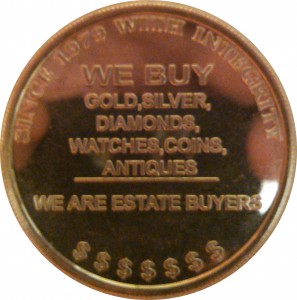 SINCE 1979 WITH INTEGRITY
WE BUY
GOLD,SILVER,
DIAMONDS,
WATCHES,COINS,
ANTIQUES
WE ARE ESTATE BUYERS
$ $ $ $ $ $ $